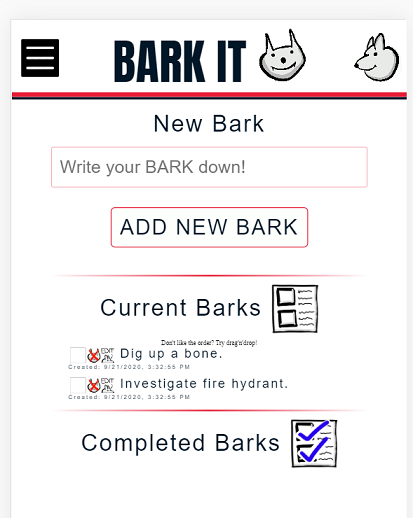 BARK IT
New Bark
Write your BARK down!
ADD NEW BARK
Current Barks
Don't like the order? Try drag'n'drop!
EDIT Dig up a bone.
Created: 9/21/2020, 3:32:55 PM
EDIT Investigate fire hydrant.
Created: 9/21/2020, 3:32:55 PM
Completed Barks